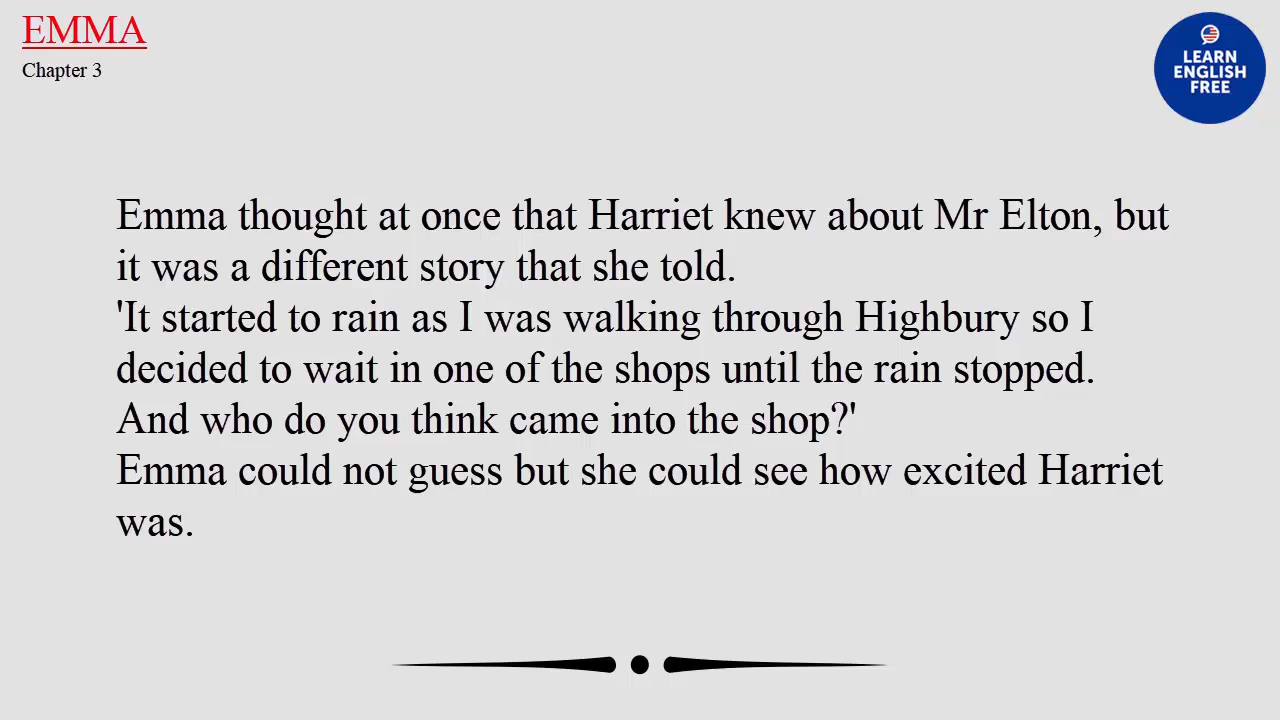 EMMA
Chapter 3
LEARN
ENGLISH
FREE
Emma thought at once that Harriet knew about Mr Elton, but
it was a different story that she told.
'It started to rain as I was walking through Highbury so I
decided to wait in one of the shops until the rain stopped.
And who do you think came into the shop?'
Emma could not guess but she could see how excited Harriet
was.